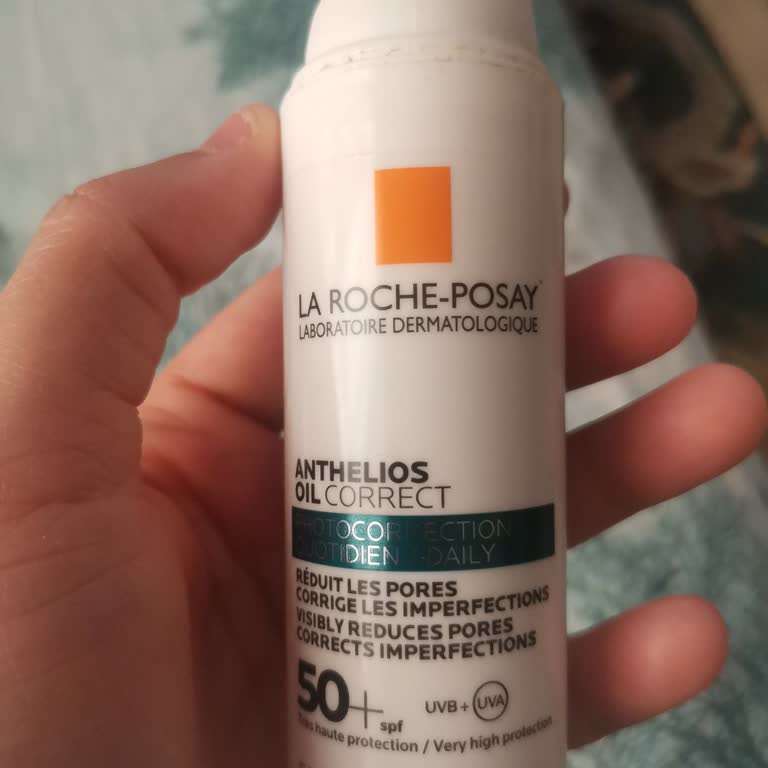 LA ROCHE-POSAY
LABORATOIRE DERMATOLOGIQUE
ANTHELIOS
OIL CORRECT
PHOTOCORRECTION
QUOTIDIEN -DAILY
RÉDUIT LES PORES
CORRIGE LES IMPERFECTIONS
VISIBLY REDUCES PORES
CORRECTS IMPERFECTIONS
50+ spf UVB + UVA
Très haute protection / Very high protection